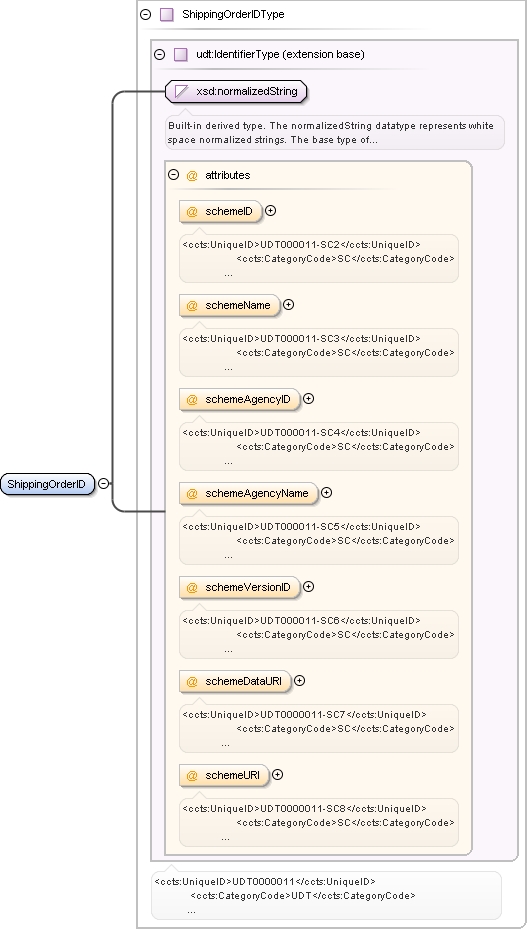 ShippingOrderIDType
udt:IdentifierType (extension base)
xsd:normalizedString
Built-in derived type. The normalizedString datatype represents white
space normalized strings. The base type of...
@ attributes
@ schemeID
<ccts:UniqueID>UDT000011-SC2</ccts:UniqueID>
<ccts:CategoryCode>SC</ccts:CategoryCode>
...
@ schemeName
<ccts:UniqueID>UDT000011-SC3</ccts:UniqueID>
<ccts:CategoryCode>SC</ccts:CategoryCode>
...
@ schemeAgencyID
<ccts:UniqueID>UDT000011-SC4</ccts:UniqueID>
<ccts:CategoryCode>SC</ccts:CategoryCode>
...
ShippingOrderID
@ schemeAgencyName
<ccts:UniqueID>UDT000011-SC5</ccts:UniqueID>
<ccts:CategoryCode>SC</ccts:CategoryCode>
...
@ schemeVersionID
<ccts:UniqueID>UDT000011-SC6</ccts:UniqueID>
<ccts:CategoryCode>SC</ccts:CategoryCode>
...
@ schemeDataURI
<ccts:UniqueID>UDT0000011-SC7</ccts:UniqueID>
<ccts:CategoryCode>SC</ccts:CategoryCode>
...
@ schemeURI
<ccts:UniqueID>UDT0000011-SC8</ccts:UniqueID>
<ccts:CategoryCode>SC</ccts:CategoryCode>
...
<ccts:UniqueID>UDT0000011</ccts:UniqueID>
<ccts:CategoryCode>UDT</ccts:CategoryCode>
...